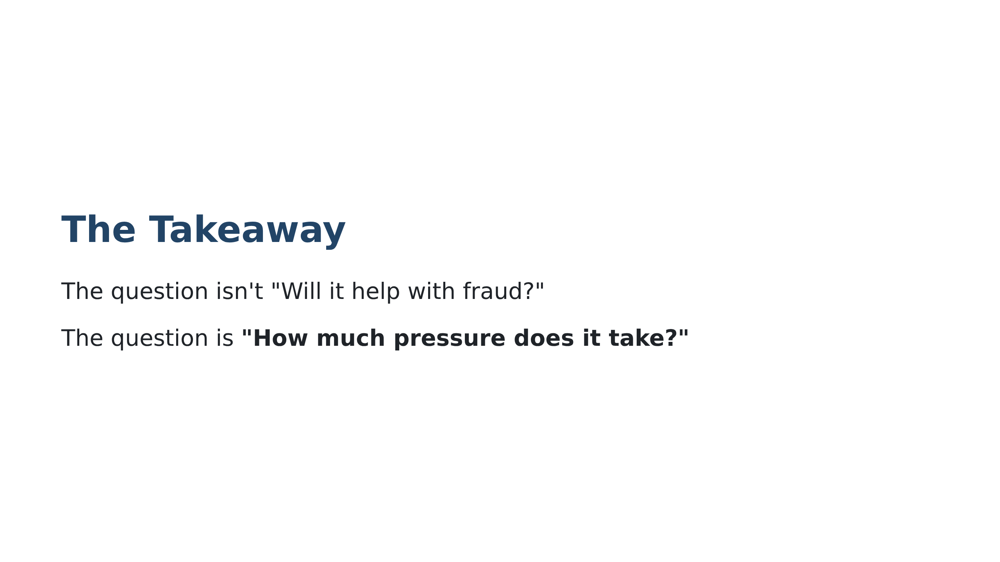 The Takeaway
The question isn't "Will it help with fraud?"
The question is "How much pressure does it take?"